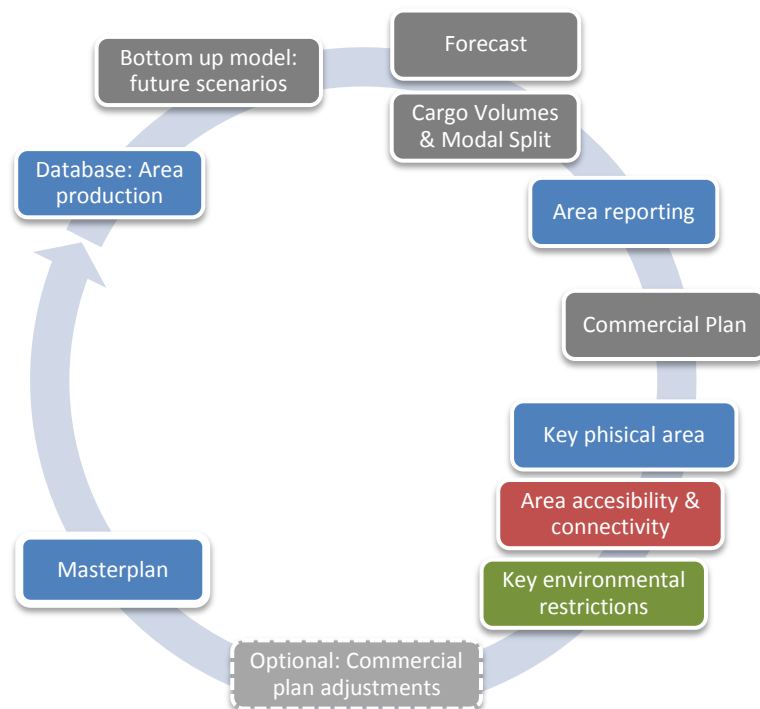 Forecast
Bottom up model:
future scenarios
Cargo Volumes
& Modal Split
Database: Area
production
Area reporting
Commercial Plan
Key phisical area
Area accesibility &
connectivity
Key environmental
restrictions
Masterplan
Optional: Commercial
plan adjustments